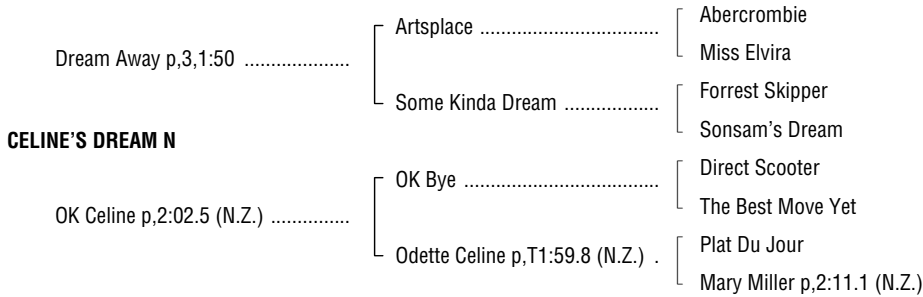 Abercrombie
Artsplace ...................................
Miss Elvira
Dream Away p,3,1:50 ....................
Forrest Skipper
Some Kinda Dream ..................
Sonsam's Dream
CELINE'S DREAM N
Direct Scooter
OK Bye .....................................
The Best Move Yet
OK Celine p,2:02.5 (N.Z.) ...............
Plat Du Jour
Odette Celine p,T1:59.8 (N.Z.) .
Mary Miller p,2:11.1 (N.Z.)